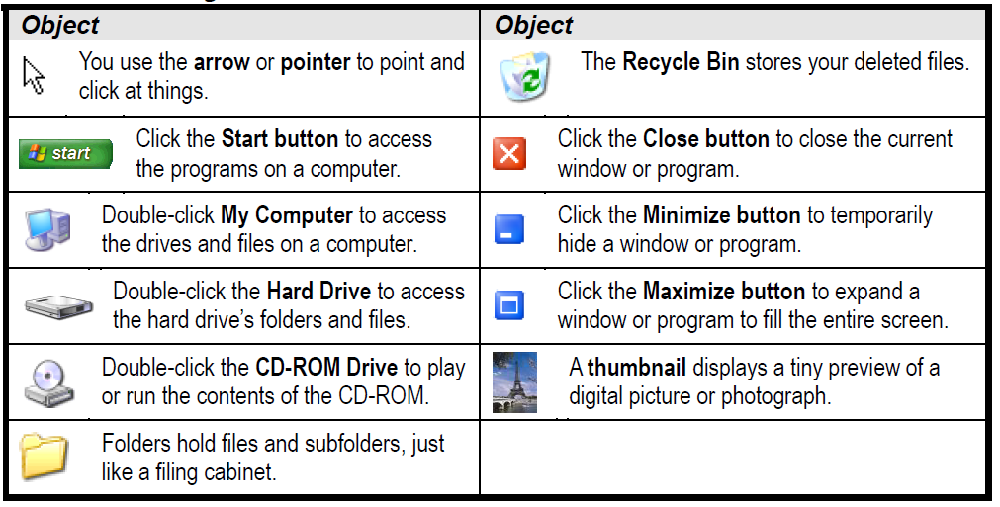 Object
You use the arrow or pointer to point and
click at things.
start
Click the Start button to access
the programs on a computer.
Double-click My Computer to access
the drives and files on a computer.
Double-click the Hard Drive to access
the hard drive's folders and files.
Double-click the CD-ROM Drive to play
or run the contents of the CD-ROM.
Folders hold files and subfolders, just
like a filing cabinet.
Object
The Recycle Bin stores your deleted files.
Click the Close button to close the current
window or program.
Click the Minimize button to temporarily
hide a window or program.
Click the Maximize button to expand a
window or program to fill the entire screen.
A thumbnail displays a tiny preview of a
digital picture or photograph.